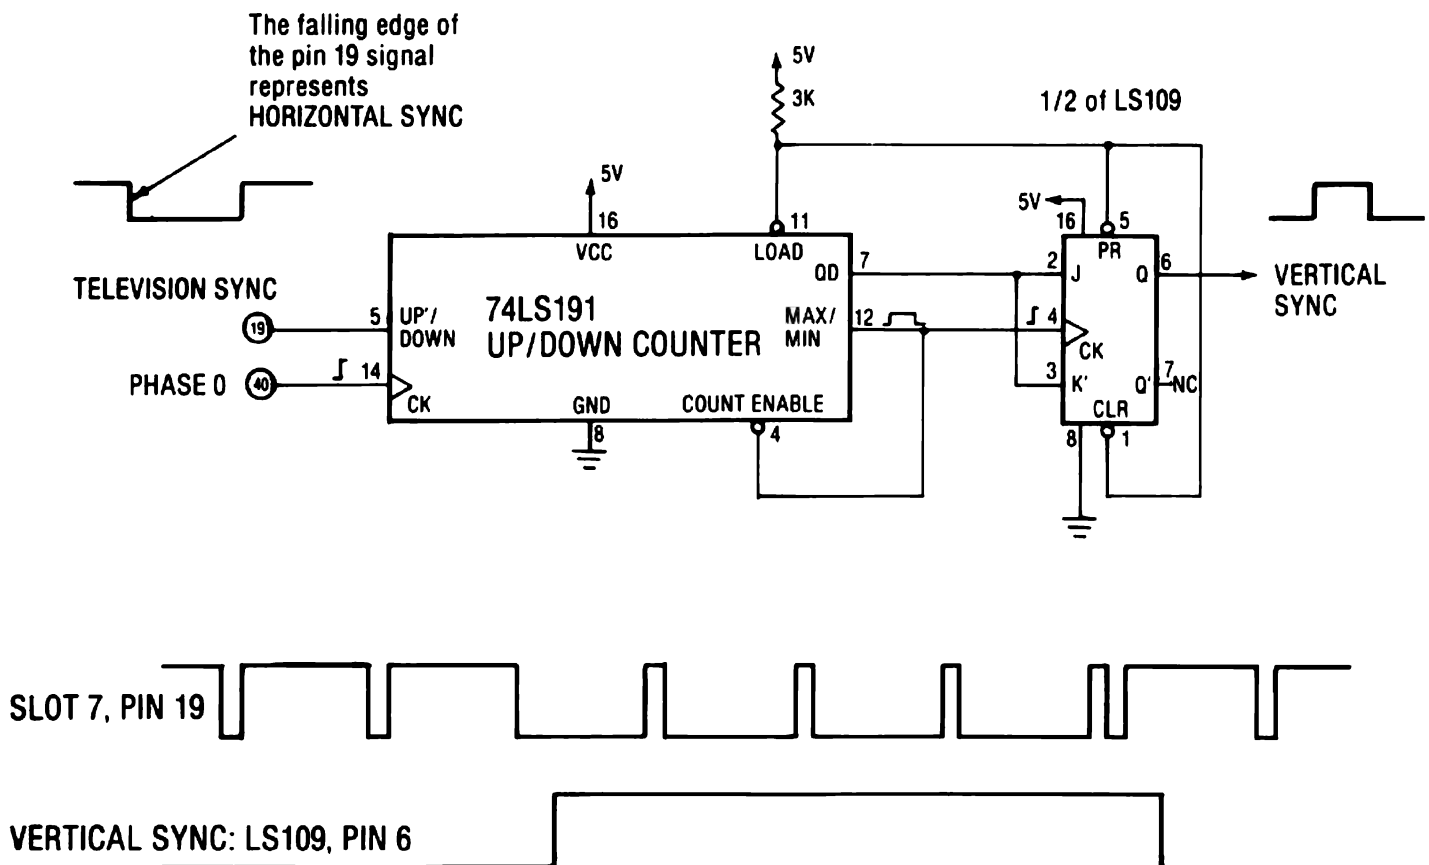 The falling edge of
the pin 19 signal
represents
HORIZONTAL SYNC
5V
3K
1/2 of LS109
5V
16
VCC
11
LOAD
5V
16
5
PR
TELEVISION SYNC
19
5
UP'/
DOWN
74LS191
UP/DOWN COUNTER
QD
7
MAX/
MIN
12
2
J
Q
6
VERTICAL
SYNC
4
CK
PHASE 0
40
14
CK
GND
8
COUNT ENABLE
4
3
K'
Q'
7
NC
CLR
8
1
SLOT 7, PIN 19
VERTICAL SYNC: LS109, PIN 6